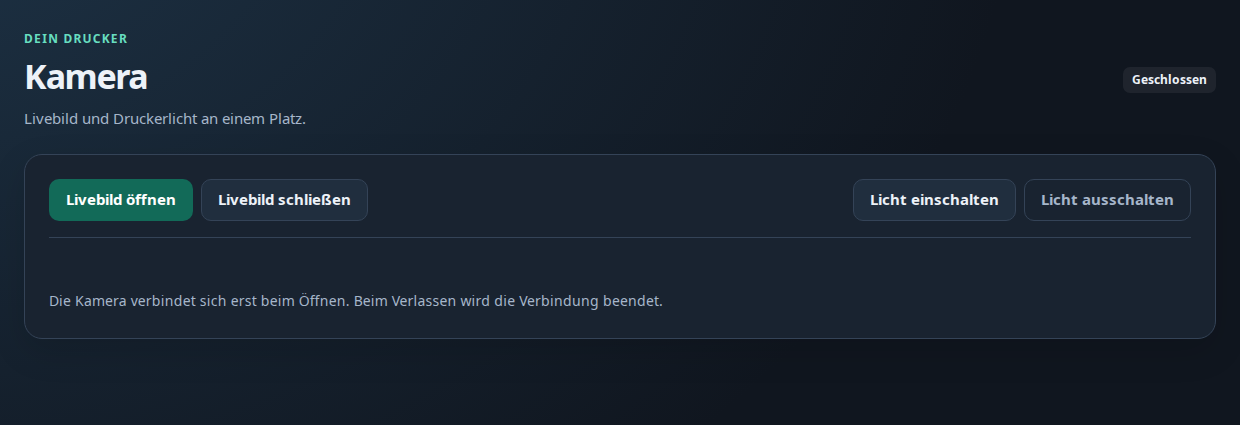 DEIN DRUCKER
Kamera
Geschlossen
Livebild und Druckerlicht an einem Platz.
Livebild öffnen
Livebild schließen
Licht einschalten
Licht ausschalten
Die Kamera verbindet sich erst beim Öffnen. Beim Verlassen wird die Verbindung beendet.